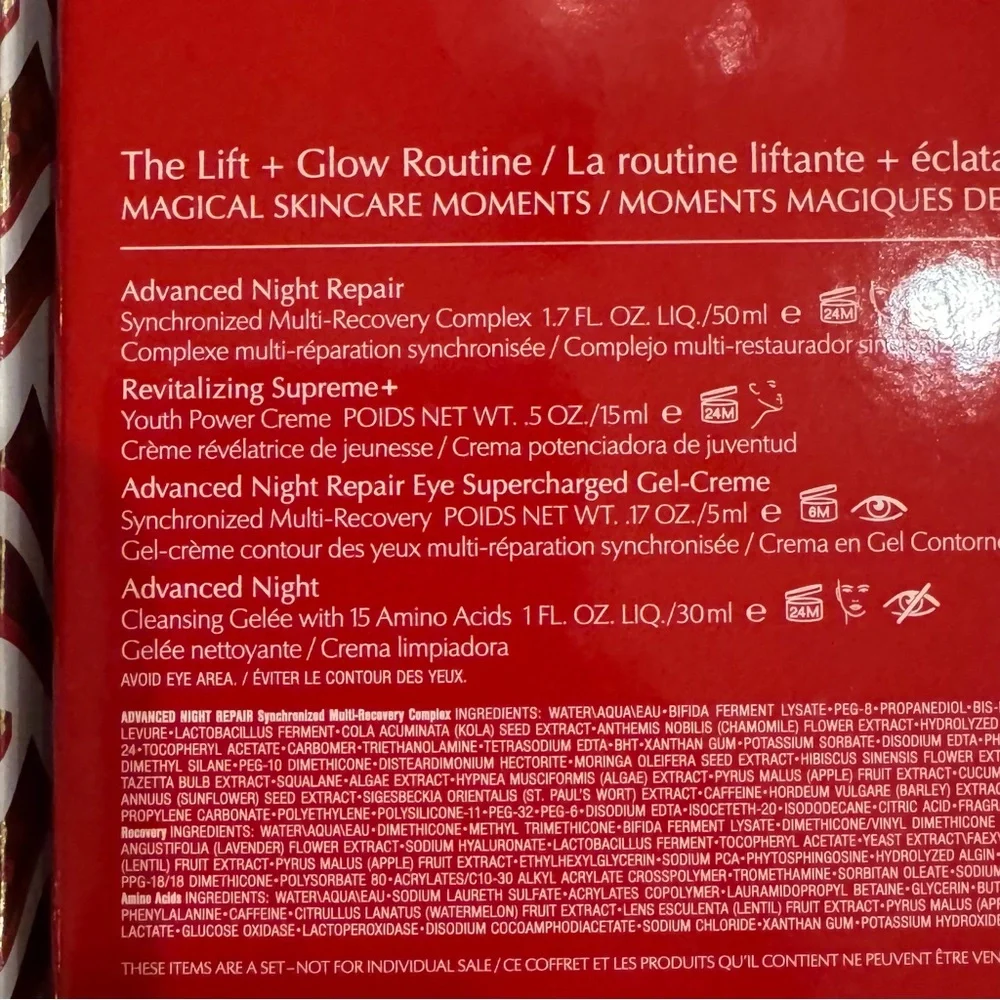 The Lift + Glow Routine / La routine liftante + éclata
MAGICAL SKINCARE MOMENTS / MOMENTS MAGIQUES DE
Advanced Night Repair
Synchronized Multi-Recovery Complex 1.7 FL. OZ. LIQ./50 ml e 24M
Complexe multi-réparation synchronisée / Complejo multi-restaurador
Revitalizing Supreme+
Youth Power Creme POIDS NET WT. .5 OZ./15 ml e 24M
Crème révélatrice de jeunesse / Crema potenciadora de juventud
Advanced Night Repair Eye Supercharged Gel-Creme
Synchronized Multi-Recovery POIDS NET WT. .17 OZ./5 ml e 6M
Gel-crème contour des yeux multi-réparation synchronisée / Crema en Gel Contorn
Advanced Night
Cleansing Gelée with 15 Amino Acids 1 FL. OZ. LIQ./30 ml e 24M
Gelée nettoyante / Crema limpiadora
AVOID EYE AREA. / ÉVITER LE CONTOUR DES YEUX.
ADVANCED NIGHT REPAIR Synchronized Multi-Recovery Complex INGREDIENTS: WATER\AQUA\EAU•BIFIDA FERMENT LYSATE•PEG-8•PROPANEDIOL•BIS-
LEVURE•LACTOBACILLUS FERMENT•COLA ACUMINATA (KOLA) SEED EXTRACT•ANTHEMIS NOBILIS (CHAMOMILE) FLOWER EXTRACT•HYDROLYZED
24•TOCOPHERYL ACETATE•CARBOMER•TRIETHANOLAMINE•TETRASODIUM EDTA•BHT•XANTHAN GUM•POTASSIUM SORBATE•DISODIUM EDTA•PH
DIMETHYL SILANE•PEG-10 DIMETHICONE•DISTEARDIMONIUM HECTORITE•MORINGA OLEIFERA SEED EXTRACT•HIBISCUS SINENSIS FLOWER EXT
TAZETTA BULB EXTRACT•SQUALANE•ALGAE EXTRACT•HYPNEA MUSCIFORMIS (ALGAE) EXTRACT•PYRUS MALUS (APPLE) FRUIT EXTRACT•CUCUM
ANNUUS (SUNFLOWER) SEED EXTRACT•SIGESBECKIA ORIENTALIS (ST. PAUL'S WORT) EXTRACT•CAFFEINE•HORDEUM VULGARE (BARLEY) EXTRAC
PROPYLENE CARBONATE•POLYETHYLENE•POLYSILICONE-11•PEG-32•PEG-6•DISODIUM EDTA•ISOCETETH-20•ISODODECANE•CITRIC ACID•FRAGR
Recovery INGREDIENTS: WATER\AQUA\EAU•DIMETHICONE•METHYL TRIMETHICONE•BIFIDA FERMENT LYSATE•DIMETHICONE/VINYL DIMETHICONE
ANGUSTIFOLIA (LAVENDER) FLOWER EXTRACT•SODIUM HYALURONATE•LACTOBACILLUS FERMENT•TOCOPHERYL ACETATE•YEAST EXTRACT\FAEX
(LENTIL) FRUIT EXTRACT•PYRUS MALUS (APPLE) FRUIT EXTRACT•ETHYLHEXYLGLYCERIN•SODIUM PCA•PHYTOSPHINGOSINE•HYDROLYZED ALGIN•
PPG-18/18 DIMETHICONE•POLYSORBATE 80•ACRYLATES/C10-30 ALKYL ACRYLATE CROSSPOLYMER•TROMETHAMINE•SORBITAN OLEATE•SODIUM
Amino Acids INGREDIENTS: WATER\AQUA\EAU•SODIUM LAURETH SULFATE•ACRYLATES COPOLYMER•LAURAMIDOPROPYL BETAINE•GLYCERIN•BUT
PHENYLALANINE•CAFFEINE•CITRULLUS LANATUS (WATERMELON) FRUIT EXTRACT•LENS ESCULENTA (LENTIL) FRUIT EXTRACT•PYRUS MALUS (APP
LACTATE•GLUCOSE OXIDASE•LACTOPEROXIDASE•DISODIUM COCOAMPHODIACETATE•SODIUM CHLORIDE•XANTHAN GUM•POTASSIUM HYDROXID
THESE ITEMS ARE A SET–NOT FOR INDIVIDUAL SALE / CE COFFRET ET LES PRODUITS QU'IL CONTIENT NE PEUVENT ÊTRE VEN